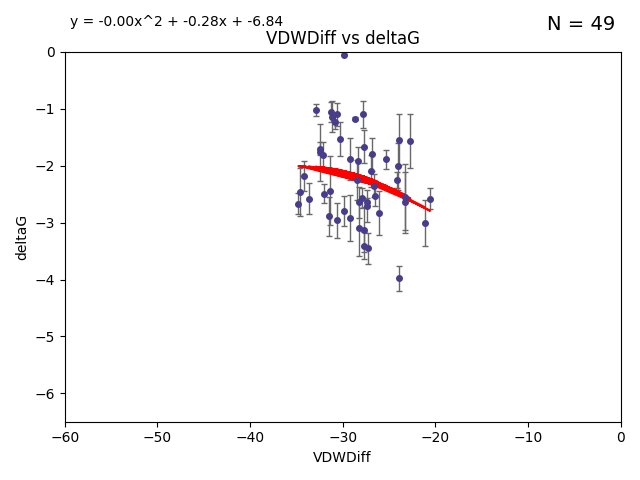 y = -0.00x^2 + -0.28x + -6.84
N = 49
VDWDiff vs deltaG
0
−1
−2
−3
−4
−5
−6
deltaG
−60 −50 −40 −30 −20 −10 0
VDWDiff